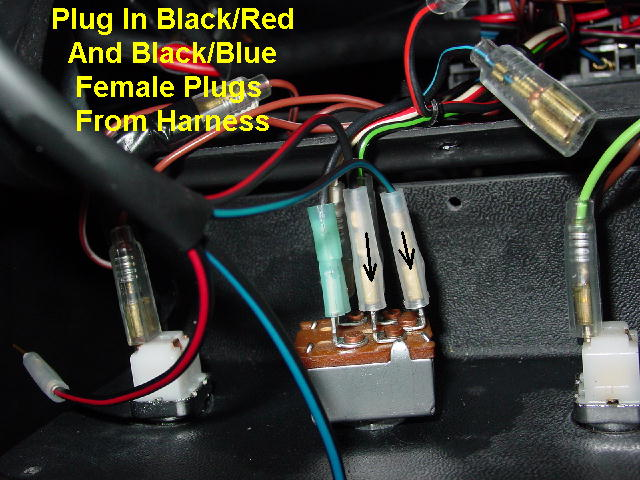 Plug In Black/Red
And Black/Blue
Female Plugs
From Harness